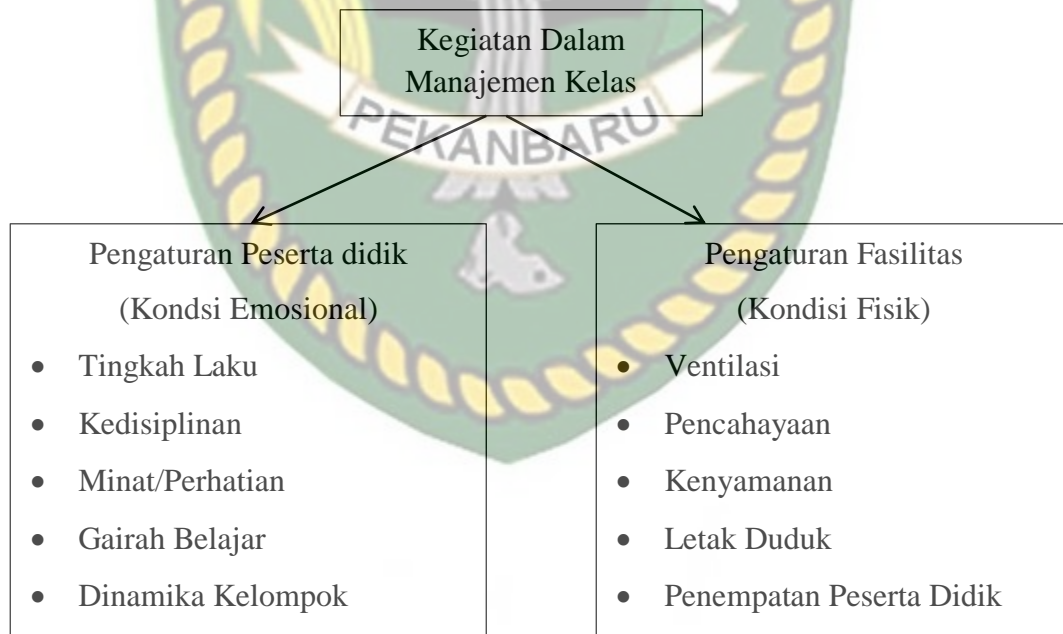 Kegiatan Dalam
Manajemen Kelas
PEKANBARU
Pengaturan Peserta didik
(Kondsi Emosional)
• Tingkah Laku
• Kedisiplinan
• Minat/Perhatian
• Gairah Belajar
• Dinamika Kelompok
Pengaturan Fasilitas
(Kondisi Fisik)
• Ventilasi
• Pencahayaan
• Kenyamanan
• Letak Duduk
• Penempatan Peserta Didik